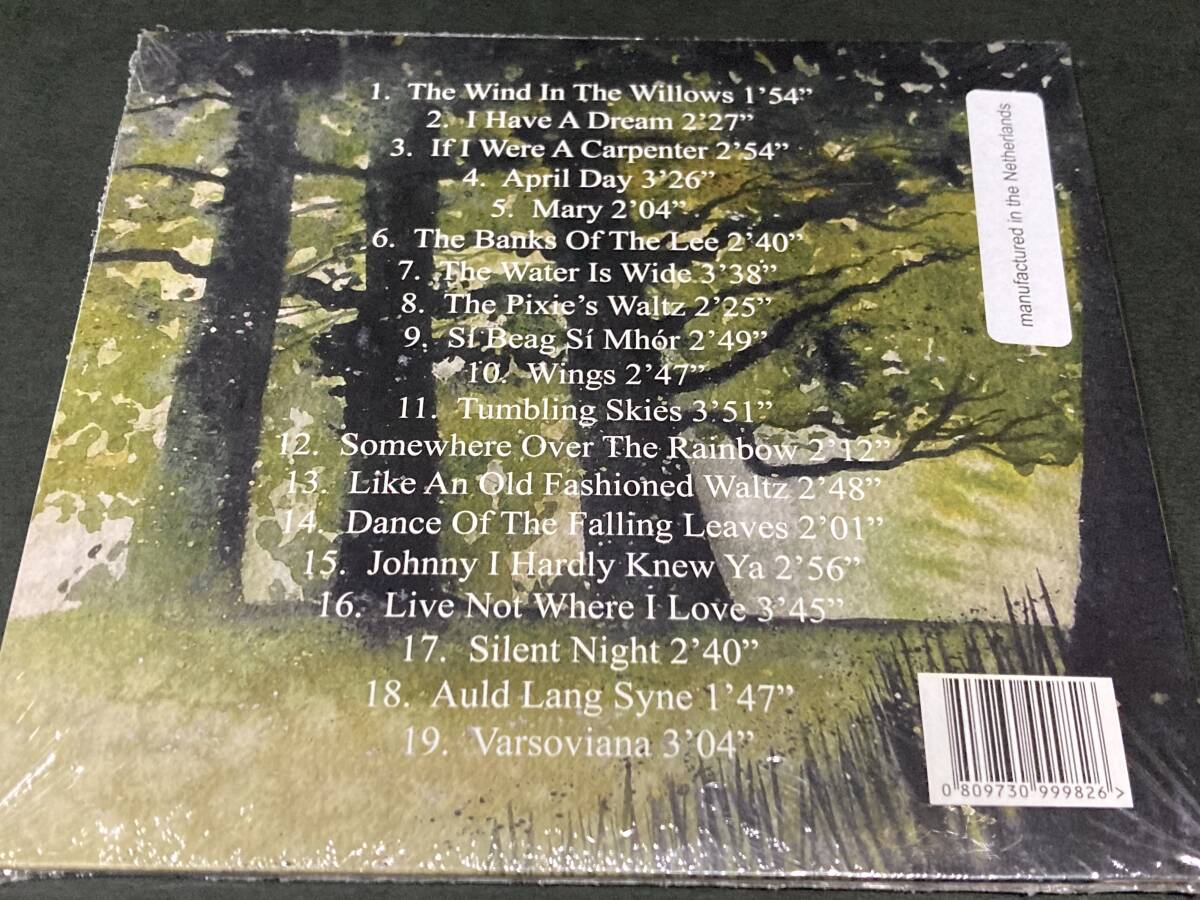 1. The Wind In The Willows 1’54”
2. I Have A Dream 2’27”
3. If I Were A Carpenter 2’54”
4. April Day 3’26”
5. Mary 2’04”
6. The Banks Of The Lee 2’40”
7. The Water Is Wide 3’38”
8. The Pixie’s Waltz 2’25”
9. Sí Beag Sí Mhór 2’49”
10. Wings 2’47”
11. Tumbling Skies 3’51”
12. Somewhere Over The Rainbow 2’12”
13. Like An Old Fashioned Waltz 2’48”
14. Dance Of The Falling Leaves 2’01”
15. Johnny I Hardly Knew Ya 2’56”
16. Live Not Where I Love 3’45”
17. Silent Night 2’40”
18. Auld Lang Syne 1’47”
19. Varsoviana 3’04”
manufactured in the Netherlands
0 809730 999826 >